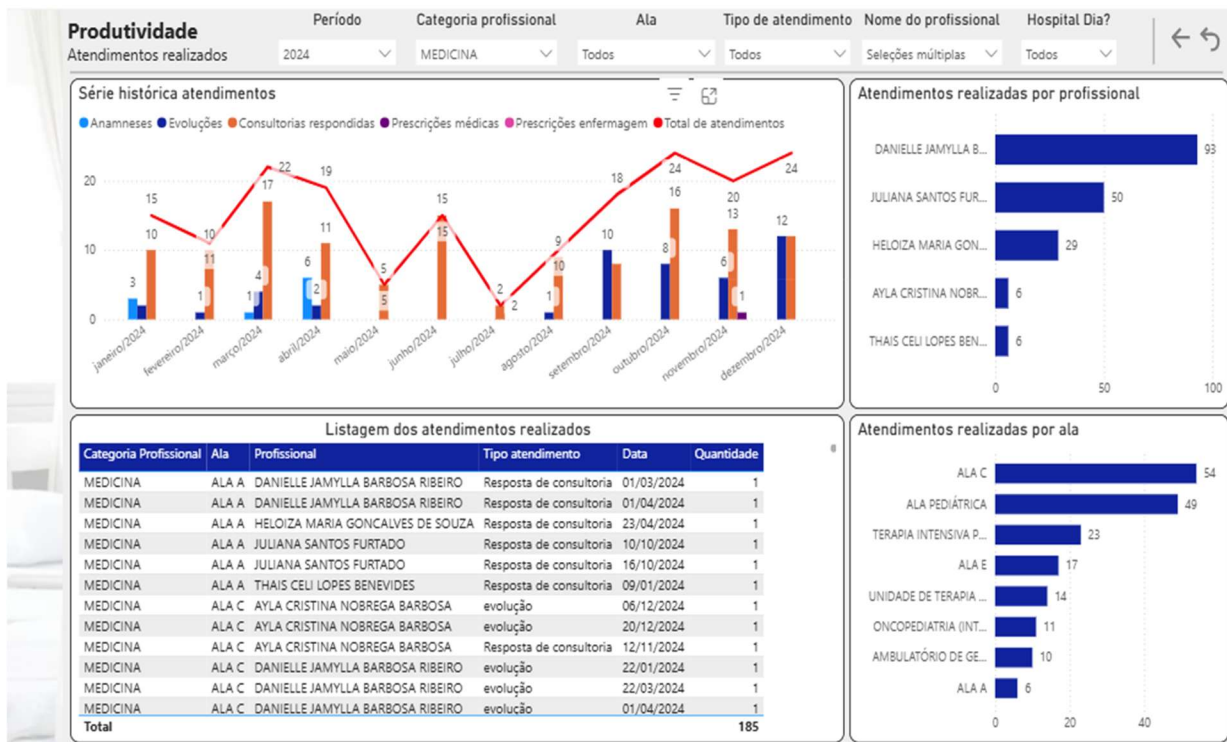 Produtividade
Atendimentos realizados
Período
2024
Categoria profissional
MEDICINA
Ala
Todos
Tipo de atendimento
Todos
Nome do profissional
Seleções múltiplas
Hospital Dia?
Todos
Série histórica atendimentos
Anamneses Evoluções Consultorias respondidas Prescrições médicas Prescrições enfermagem Total de atendimentos
20
10
0
15 10 3
10 11 1
22 17 4 1
19 11 6 2
5 5
15 15
2 2
9 10 1
18 10
24 16 8
20 13 6 1
24 12
janeiro/2024 fevereiro/2024 março/2024 abril/2024 maio/2024 junho/2024 julho/2024 agosto/2024 setembro/2024 outubro/2024 novembro/2024 dezembro/2024
Atendimentos realizadas por profissional
DANIELLE JAMYLLA B... 93
JULIANA SANTOS FUR... 50
HELOIZA MARIA GON... 29
AYLA CRISTINA NOBR... 6
THAIS CELI LOPES BEN... 6
0 50 100
Listagem dos atendimentos realizados
Categoria Profissional Ala Profissional Tipo atendimento Data Quantidade
MEDICINA ALA A DANIELLE JAMYLLA BARBOSA RIBEIRO Resposta de consultoria 01/03/2024 1
MEDICINA ALA A DANIELLE JAMYLLA BARBOSA RIBEIRO Resposta de consultoria 01/04/2024 1
MEDICINA ALA A HELOIZA MARIA GONCALVES DE SOUZA Resposta de consultoria 23/04/2024 1
MEDICINA ALA A JULIANA SANTOS FURTADO Resposta de consultoria 10/10/2024 1
MEDICINA ALA A JULIANA SANTOS FURTADO Resposta de consultoria 16/10/2024 1
MEDICINA ALA A THAIS CELI LOPES BENEVIDES Resposta de consultoria 09/01/2024 1
MEDICINA ALA C AYLA CRISTINA NOBREGA BARBOSA evolução 06/12/2024 1
MEDICINA ALA C AYLA CRISTINA NOBREGA BARBOSA evolução 20/12/2024 1
MEDICINA ALA C AYLA CRISTINA NOBREGA BARBOSA Resposta de consultoria 12/11/2024 1
MEDICINA ALA C DANIELLE JAMYLLA BARBOSA RIBEIRO evolução 22/01/2024 1
MEDICINA ALA C DANIELLE JAMYLLA BARBOSA RIBEIRO evolução 22/03/2024 1
MEDICINA ALA C DANIELLE JAMYLLA BARBOSA RIBEIRO evolução 01/04/2024 1
Total 185
Atendimentos realizadas por ala
ALA C 54
ALA PEDIÁTRICA 49
TERAPIA INTENSIVA P... 23
ALA E 17
UNIDADE DE TERAPIA ... 14
ONCOPEDIATRIA (INT... 11
AMBULATÓRIO DE GE... 10
ALA A 6
0 20 40